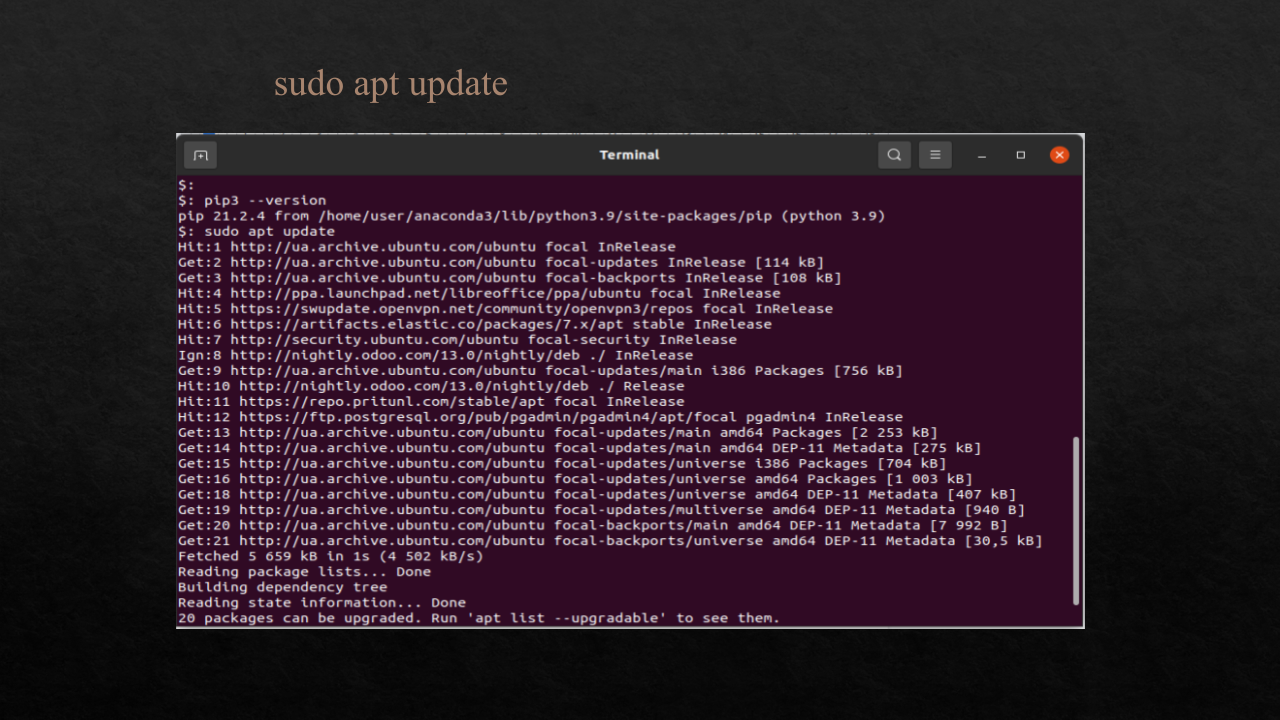 sudo apt update
Terminal
$:
$: pip3 --version
pip 21.2.4 from /home/user/anaconda3/lib/python3.9/site-packages/pip (python 3.9)
$: sudo apt update
Hit:1 http://ua.archive.ubuntu.com/ubuntu focal InRelease
Get:2 http://ua.archive.ubuntu.com/ubuntu focal-updates InRelease [114 kB]
Get:3 http://ua.archive.ubuntu.com/ubuntu focal-backports InRelease [108 kB]
Hit:4 http://ppa.launchpad.net/libreoffice/ppa/ubuntu focal InRelease
Hit:5 https://swupdate.openvpn.net/community/openvpn3/repos focal InRelease
Hit:6 https://artifacts.elastic.co/packages/7.x/apt stable InRelease
Hit:7 http://security.ubuntu.com/ubuntu focal-security InRelease
Ign:8 http://nightly.odoo.com/13.0/nightly/deb ./ InRelease
Get:9 http://ua.archive.ubuntu.com/ubuntu focal-updates/main i386 Packages [756 kB]
Hit:10 http://nightly.odoo.com/13.0/nightly/deb ./ Release
Hit:11 https://repo.pritunl.com/stable/apt focal InRelease
Hit:12 https://ftp.postgresql.org/pub/pgadmin/pgadmin4/apt/focal pgadmin4 InRelease
Get:13 http://ua.archive.ubuntu.com/ubuntu focal-updates/main amd64 Packages [2 253 kB]
Get:14 http://ua.archive.ubuntu.com/ubuntu focal-updates/main amd64 DEP-11 Metadata [275 kB]
Get:15 http://ua.archive.ubuntu.com/ubuntu focal-updates/universe i386 Packages [704 kB]
Get:16 http://ua.archive.ubuntu.com/ubuntu focal-updates/universe amd64 Packages [1 003 kB]
Get:18 http://ua.archive.ubuntu.com/ubuntu focal-updates/universe amd64 DEP-11 Metadata [407 kB]
Get:19 http://ua.archive.ubuntu.com/ubuntu focal-updates/multiverse amd64 DEP-11 Metadata [940 B]
Get:20 http://ua.archive.ubuntu.com/ubuntu focal-backports/main amd64 DEP-11 Metadata [7 992 B]
Get:21 http://ua.archive.ubuntu.com/ubuntu focal-backports/universe amd64 DEP-11 Metadata [30,5 kB]
Fetched 5 659 kB in 1s (4 502 kB/s)
Reading package lists... Done
Building dependency tree
Reading state information... Done
20 packages can be upgraded. Run 'apt list --upgradable' to see them.